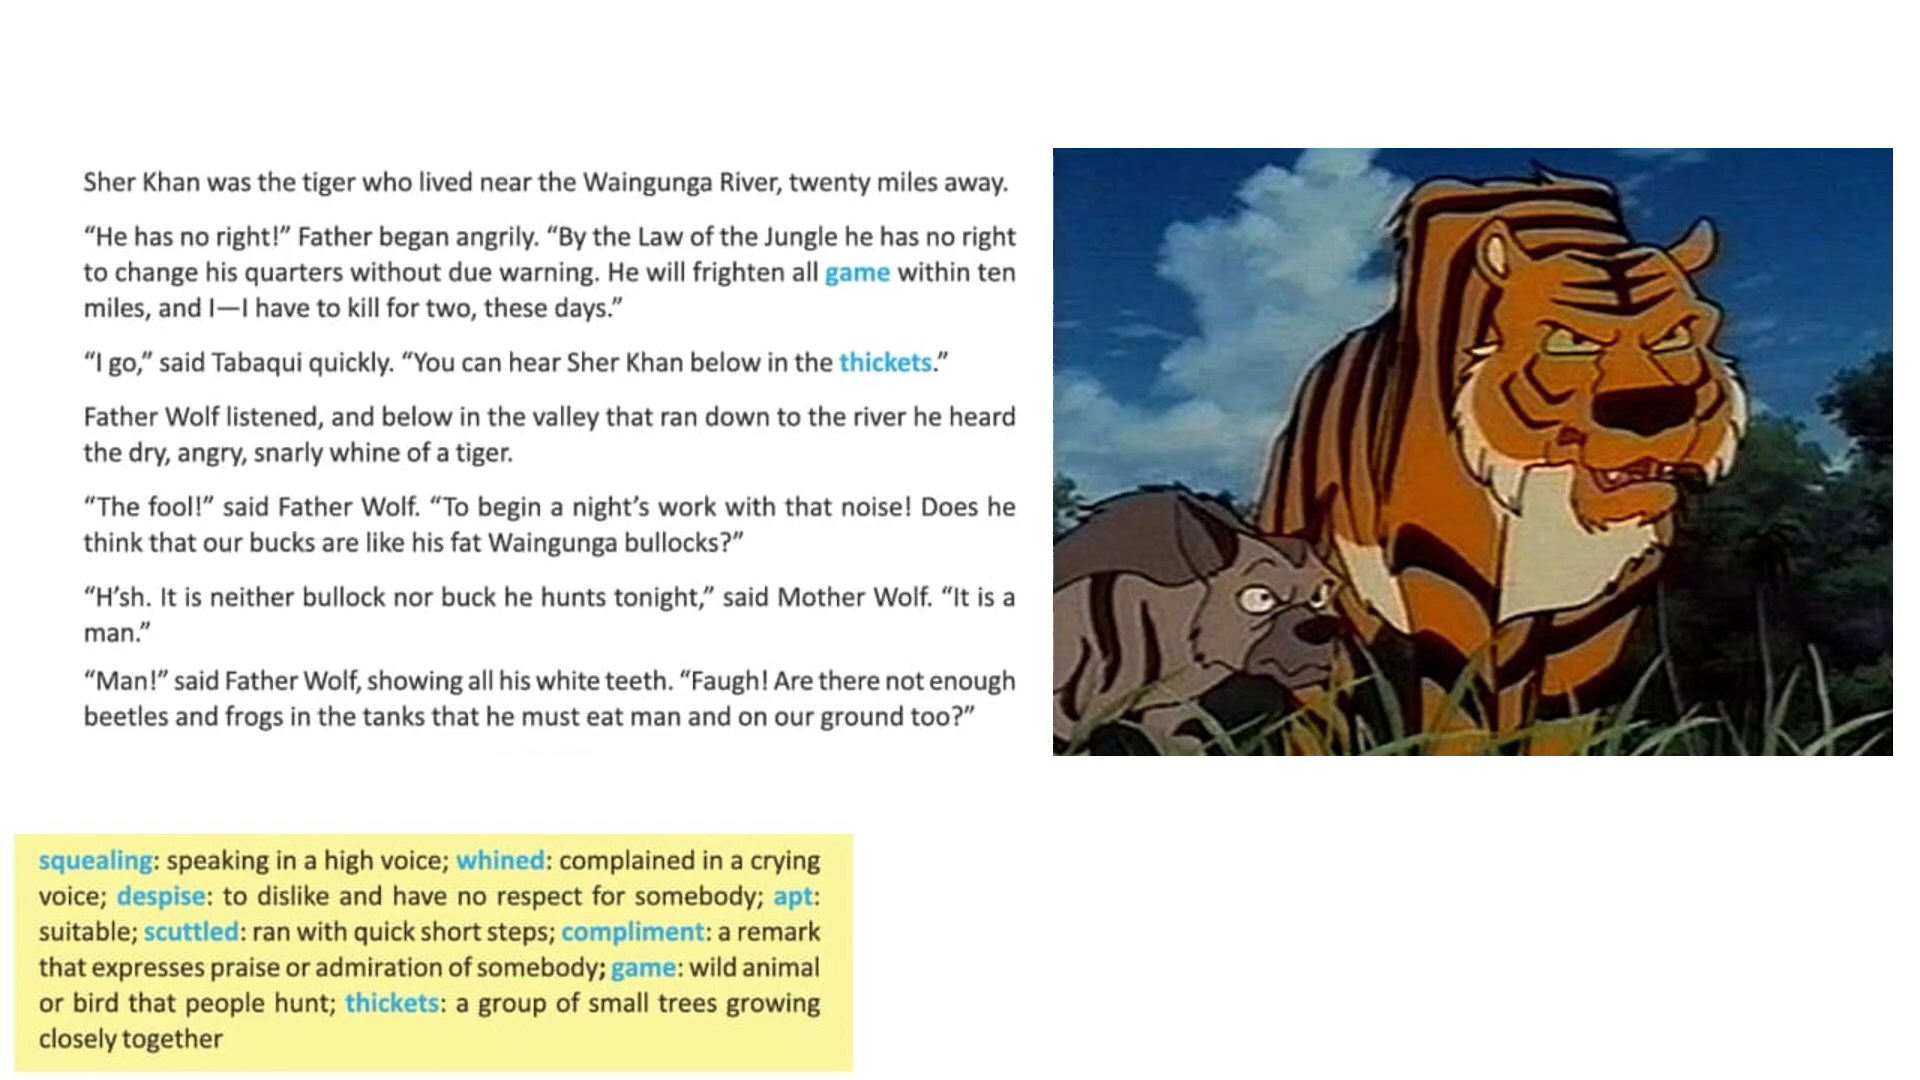 Sher Khan was the tiger who lived near the Waingunga River, twenty miles away.
“He has no right!” Father began angrily. “By the Law of the Jungle he has no right
to change his quarters without due warning. He will frighten all game within ten
miles, and I—I have to kill for two, these days.”
“I go,” said Tabaqui quickly. “You can hear Sher Khan below in the thickets.”
Father Wolf listened, and below in the valley that ran down to the river he heard
the dry, angry, snarly whine of a tiger.
“The fool!” said Father Wolf. “To begin a night’s work with that noise! Does he
think that our bucks are like his fat Waingunga bullocks?”
“H’sh. It is neither bullock nor buck he hunts tonight,” said Mother Wolf. “It is a
man.”
“Man!” said Father Wolf, showing all his white teeth. “Faugh! Are there not enough
beetles and frogs in the tanks that he must eat man and on our ground too?”
squealing: speaking in a high voice; whined: complained in a crying
voice; despise: to dislike and have no respect for somebody; apt:
suitable; scuttled: ran with quick short steps; compliment: a remark
that expresses praise or admiration of somebody; game: wild animal
or bird that people hunt; thickets: a group of small trees growing
closely together